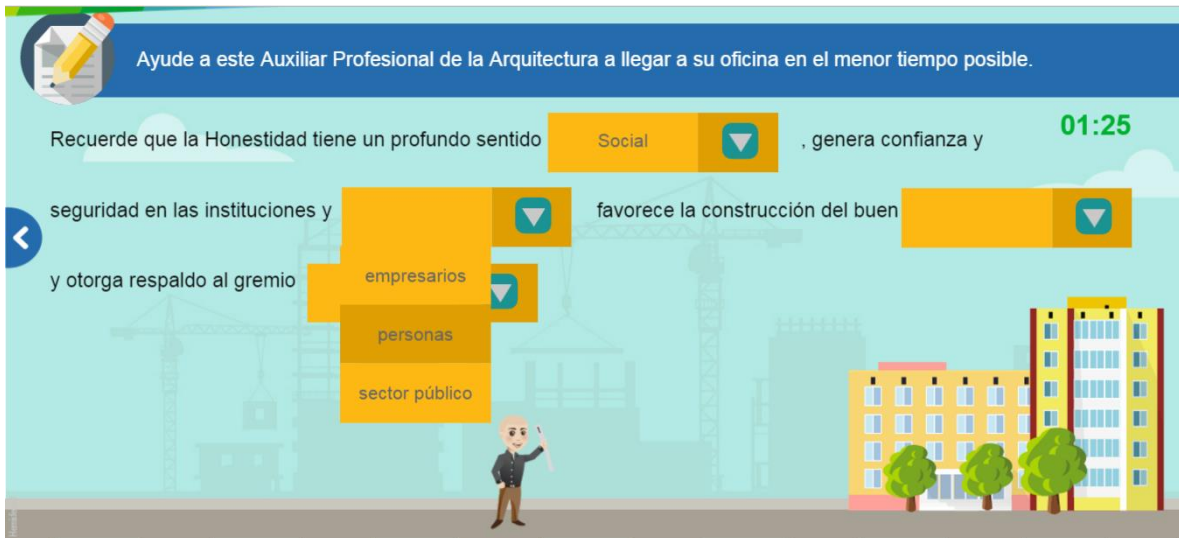 Ayude a este Auxiliar Profesional de la Arquitectura a llegar a su oficina en el menor tiempo posible.
01:25
Recuerde que la Honestidad tiene un profundo sentido Social , genera confianza y
seguridad en las instituciones y favorece la construcción del buen
y otorga respaldo al gremio
empresarios
personas
sector público